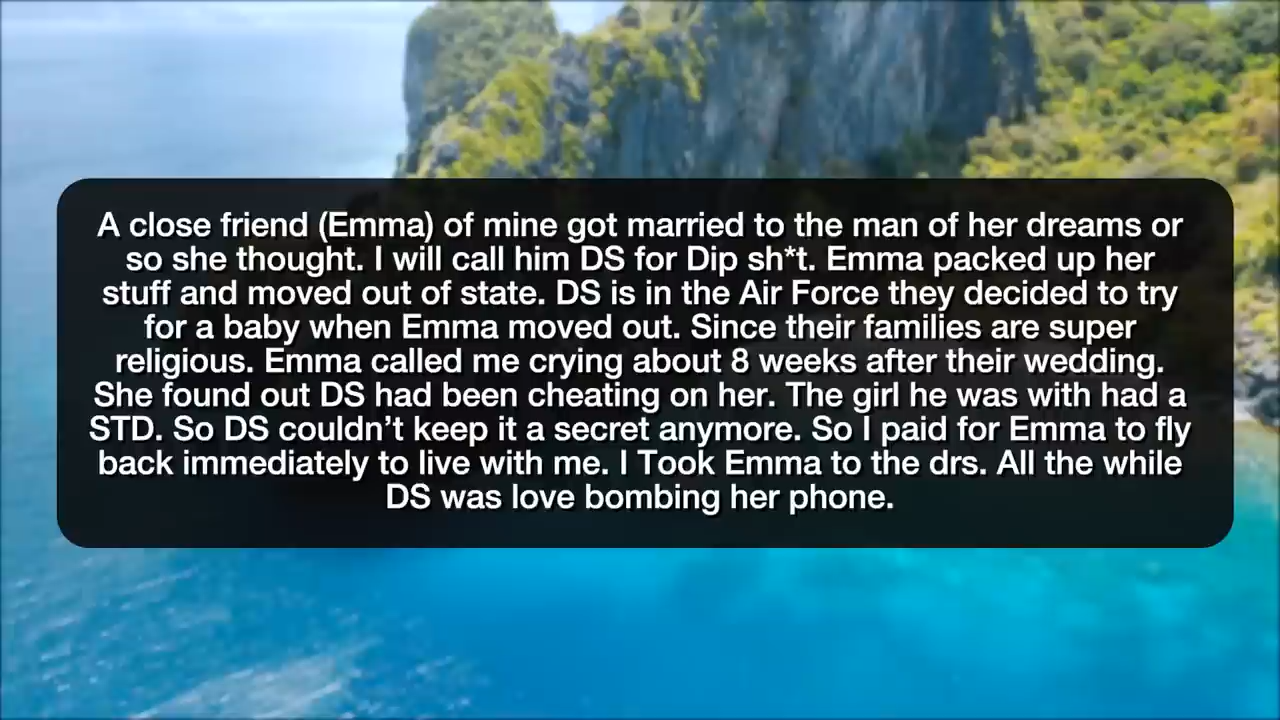 A close friend (Emma) of mine got married to the man of her dreams or
so she thought. I will call him DS for Dip sh*t. Emma packed up her
stuff and moved out of state. DS is in the Air Force they decided to try
for a baby when Emma moved out. Since their families are super
religious. Emma called me crying about 8 weeks after their wedding.
She found out DS had been cheating on her. The girl he was with had a
STD. So DS couldn’t keep it a secret anymore. So I paid for Emma to fly
back immediately to live with me. I Took Emma to the drs. All the while
DS was love bombing her phone.